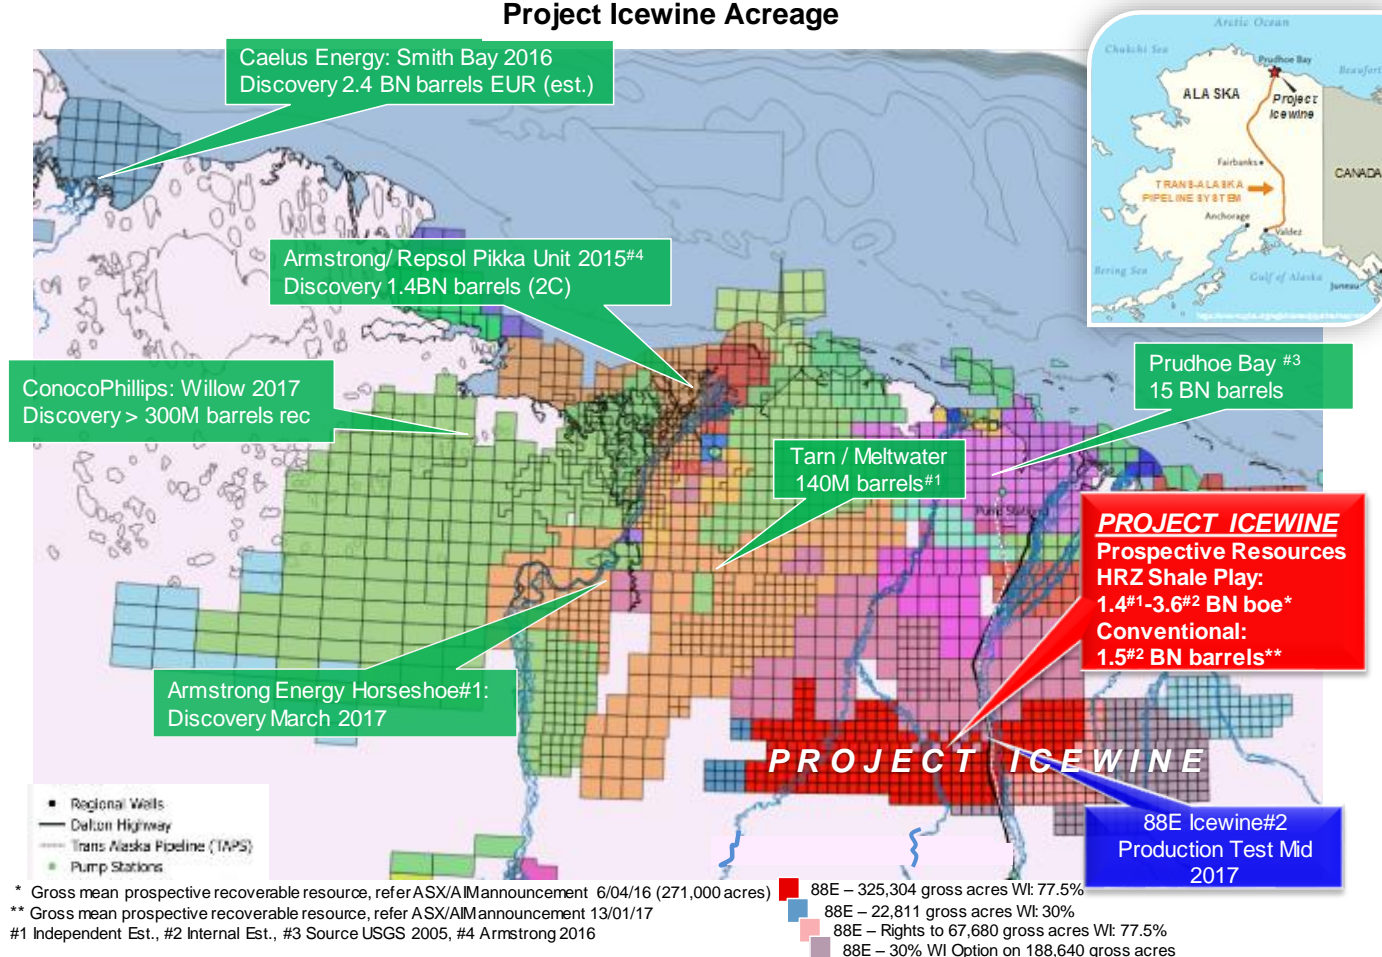 Project Icewine Acreage
Caelus Energy: Smith Bay 2016
Discovery 2.4 BN barrels EUR (est.)
Arctic Ocean
Chukchi Sea
Prudhoe Bay
Beaufort
ALASKA
Project
Icewine
Fairbanks
CANADA
TRANS-ALASKA
PIPELINE SYSTEM
Anchorage
Valdez
Bering Sea
Gulf of Alaska
Juneau
Armstrong/ Repsol Pikka Unit 2015#4
Discovery 1.4BN barrels (2C)
Prudhoe Bay #3
15 BN barrels
ConocoPhillips: Willow 2017
Discovery > 300M barrels rec
Tarn / Meltwater
140M barrels#1
Pump Station
PROJECT ICEWINE
Prospective Resources
HRZ Shale Play:
1.4#1-3.6#2 BN boe*
Conventional:
1.5#2 BN barrels**
Armstrong Energy Horseshoe#1:
Discovery March 2017
PROJECT ICEWINE
88E Icewine#2
Production Test Mid
2017
Regional Wells
Dalton Highway
Trans Alaska Pipeline (TAPS)
Pump Stations
* Gross mean prospective recoverable resource, refer ASX/AIM announcement 6/04/16 (271,000 acres)
** Gross mean prospective recoverable resource, refer ASX/AIM announcement 13/01/17
#1 Independent Est., #2 Internal Est., #3 Source USGS 2005, #4 Armstrong 2016
88E – 325,304 gross acres WI: 77.5%
88E – 22,811 gross acres WI: 30%
88E – Rights to 67,680 gross acres WI: 77.5%
88E – 30% WI Option on 188,640 gross acres